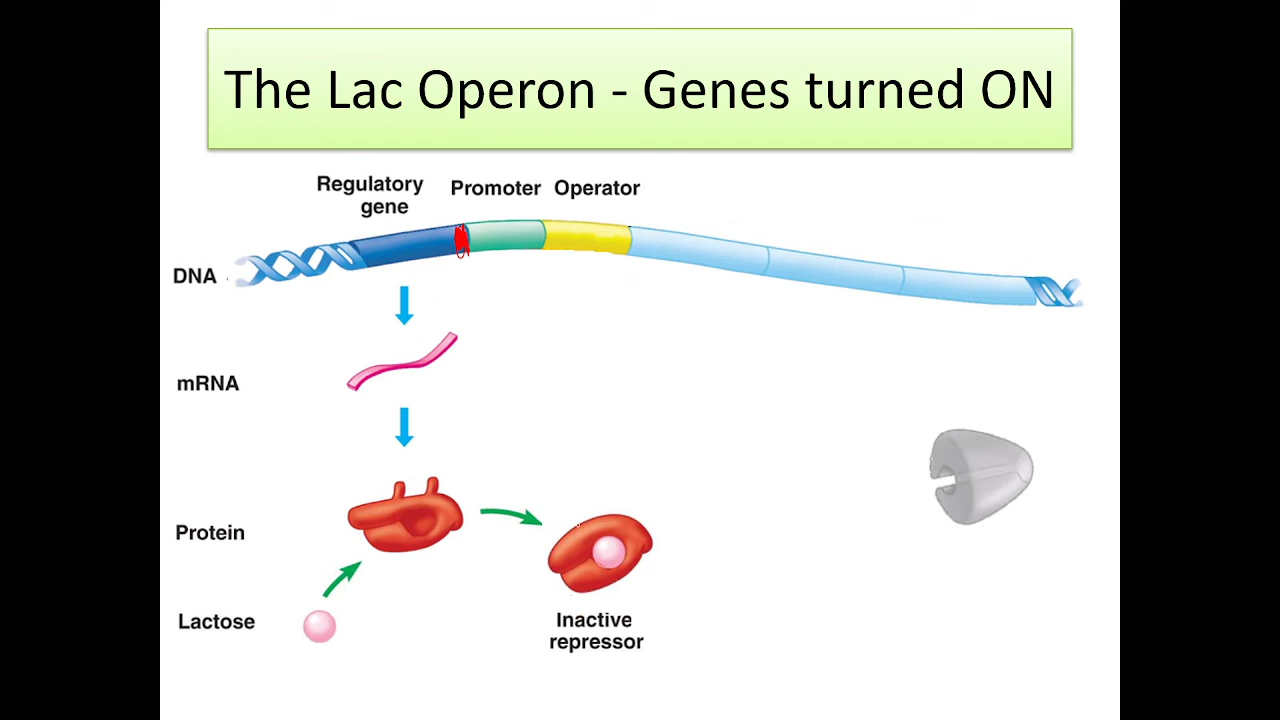 The Lac Operon - Genes turned ON
Regulatory
gene
Promoter
Operator
DNA
mRNA
Protein
Lactose
Inactive
repressor